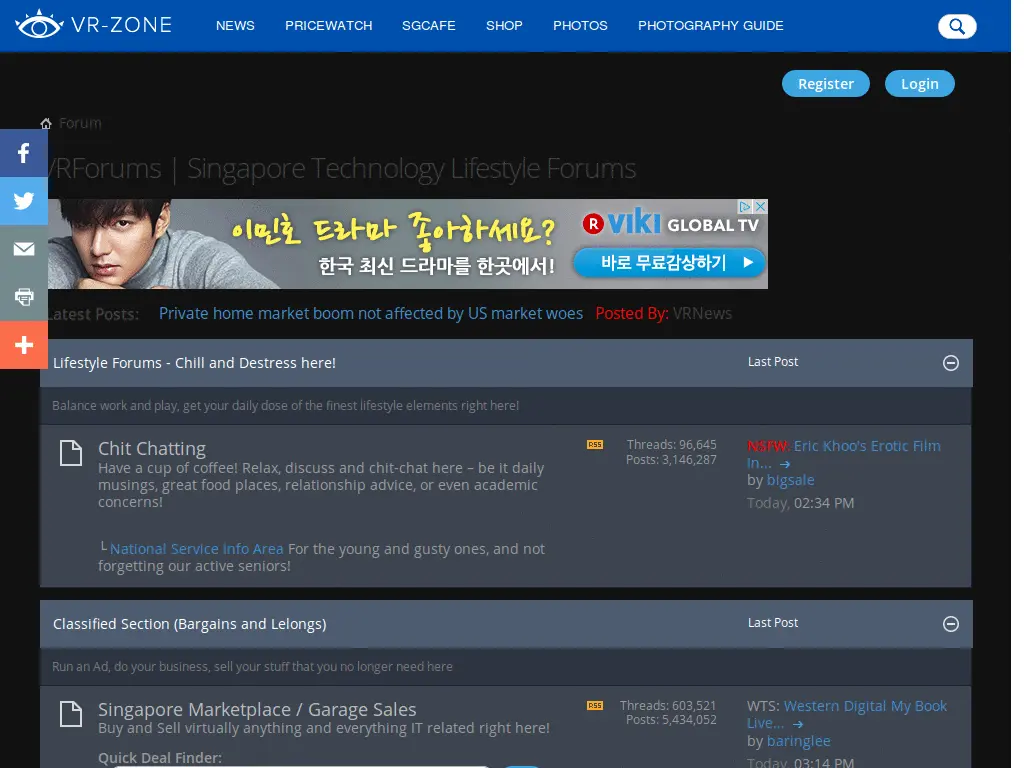 VR-ZONE
NEWS PRICEWATCH SGCAFE SHOP PHOTOS PHOTOGRAPHY GUIDE
Register Login
Forum
VRForums | Singapore Technology Lifestyle Forums
이민호 드라마 좋아하세요?
한국 최신 드라마를 한곳에서!
R viki GLOBAL TV
바로 무료감상하기
Latest Posts: Private home market boom not affected by US market woes Posted By: VRNews
Lifestyle Forums - Chill and Destress here! Last Post
Balance work and play, get your daily dose of the finest lifestyle elements right here!
Chit Chatting
Have a cup of coffee! Relax, discuss and chit-chat here – be it daily
musings, great food places, relationship advice, or even academic
concerns!
└ National Service Info Area For the young and gusty ones, and not
forgetting our active seniors!
RSS
Threads: 96,645
Posts: 3,146,287
NSFW: Eric Khoo's Erotic Film
In... →
by bigsale
Today, 02:34 PM
Classified Section (Bargains and Lelongs) Last Post
Run an Ad, do your business, sell your stuff that you no longer need here
Singapore Marketplace / Garage Sales
Buy and Sell virtually anything and everything IT related right here!
Quick Deal Finder:
RSS
Threads: 603,521
Posts: 5,434,052
WTS: Western Digital My Book
Live... →
by baringlee
Today, 03:14 PM